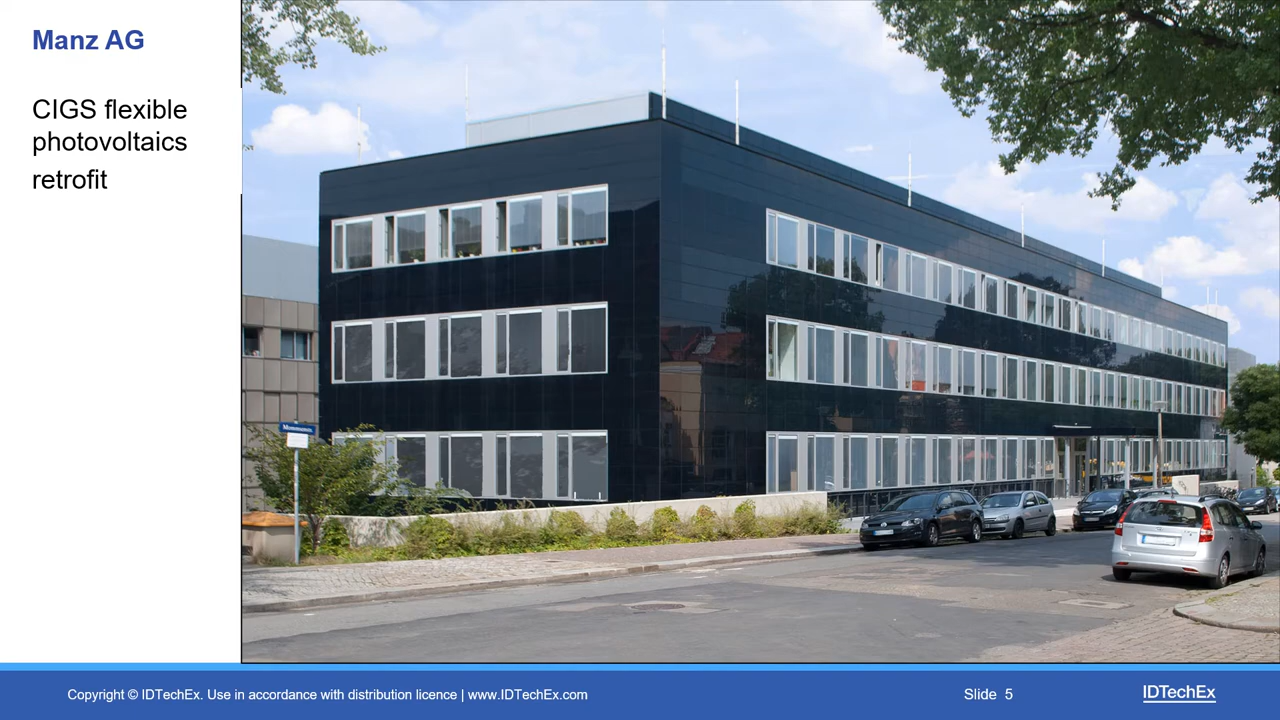 Manz AG
CIGS flexible
photovoltaics
retrofit
Copyright © IDTechEx. Use in accordance with distribution licence | www.IDTechEx.com
Slide 5
IDTechEx